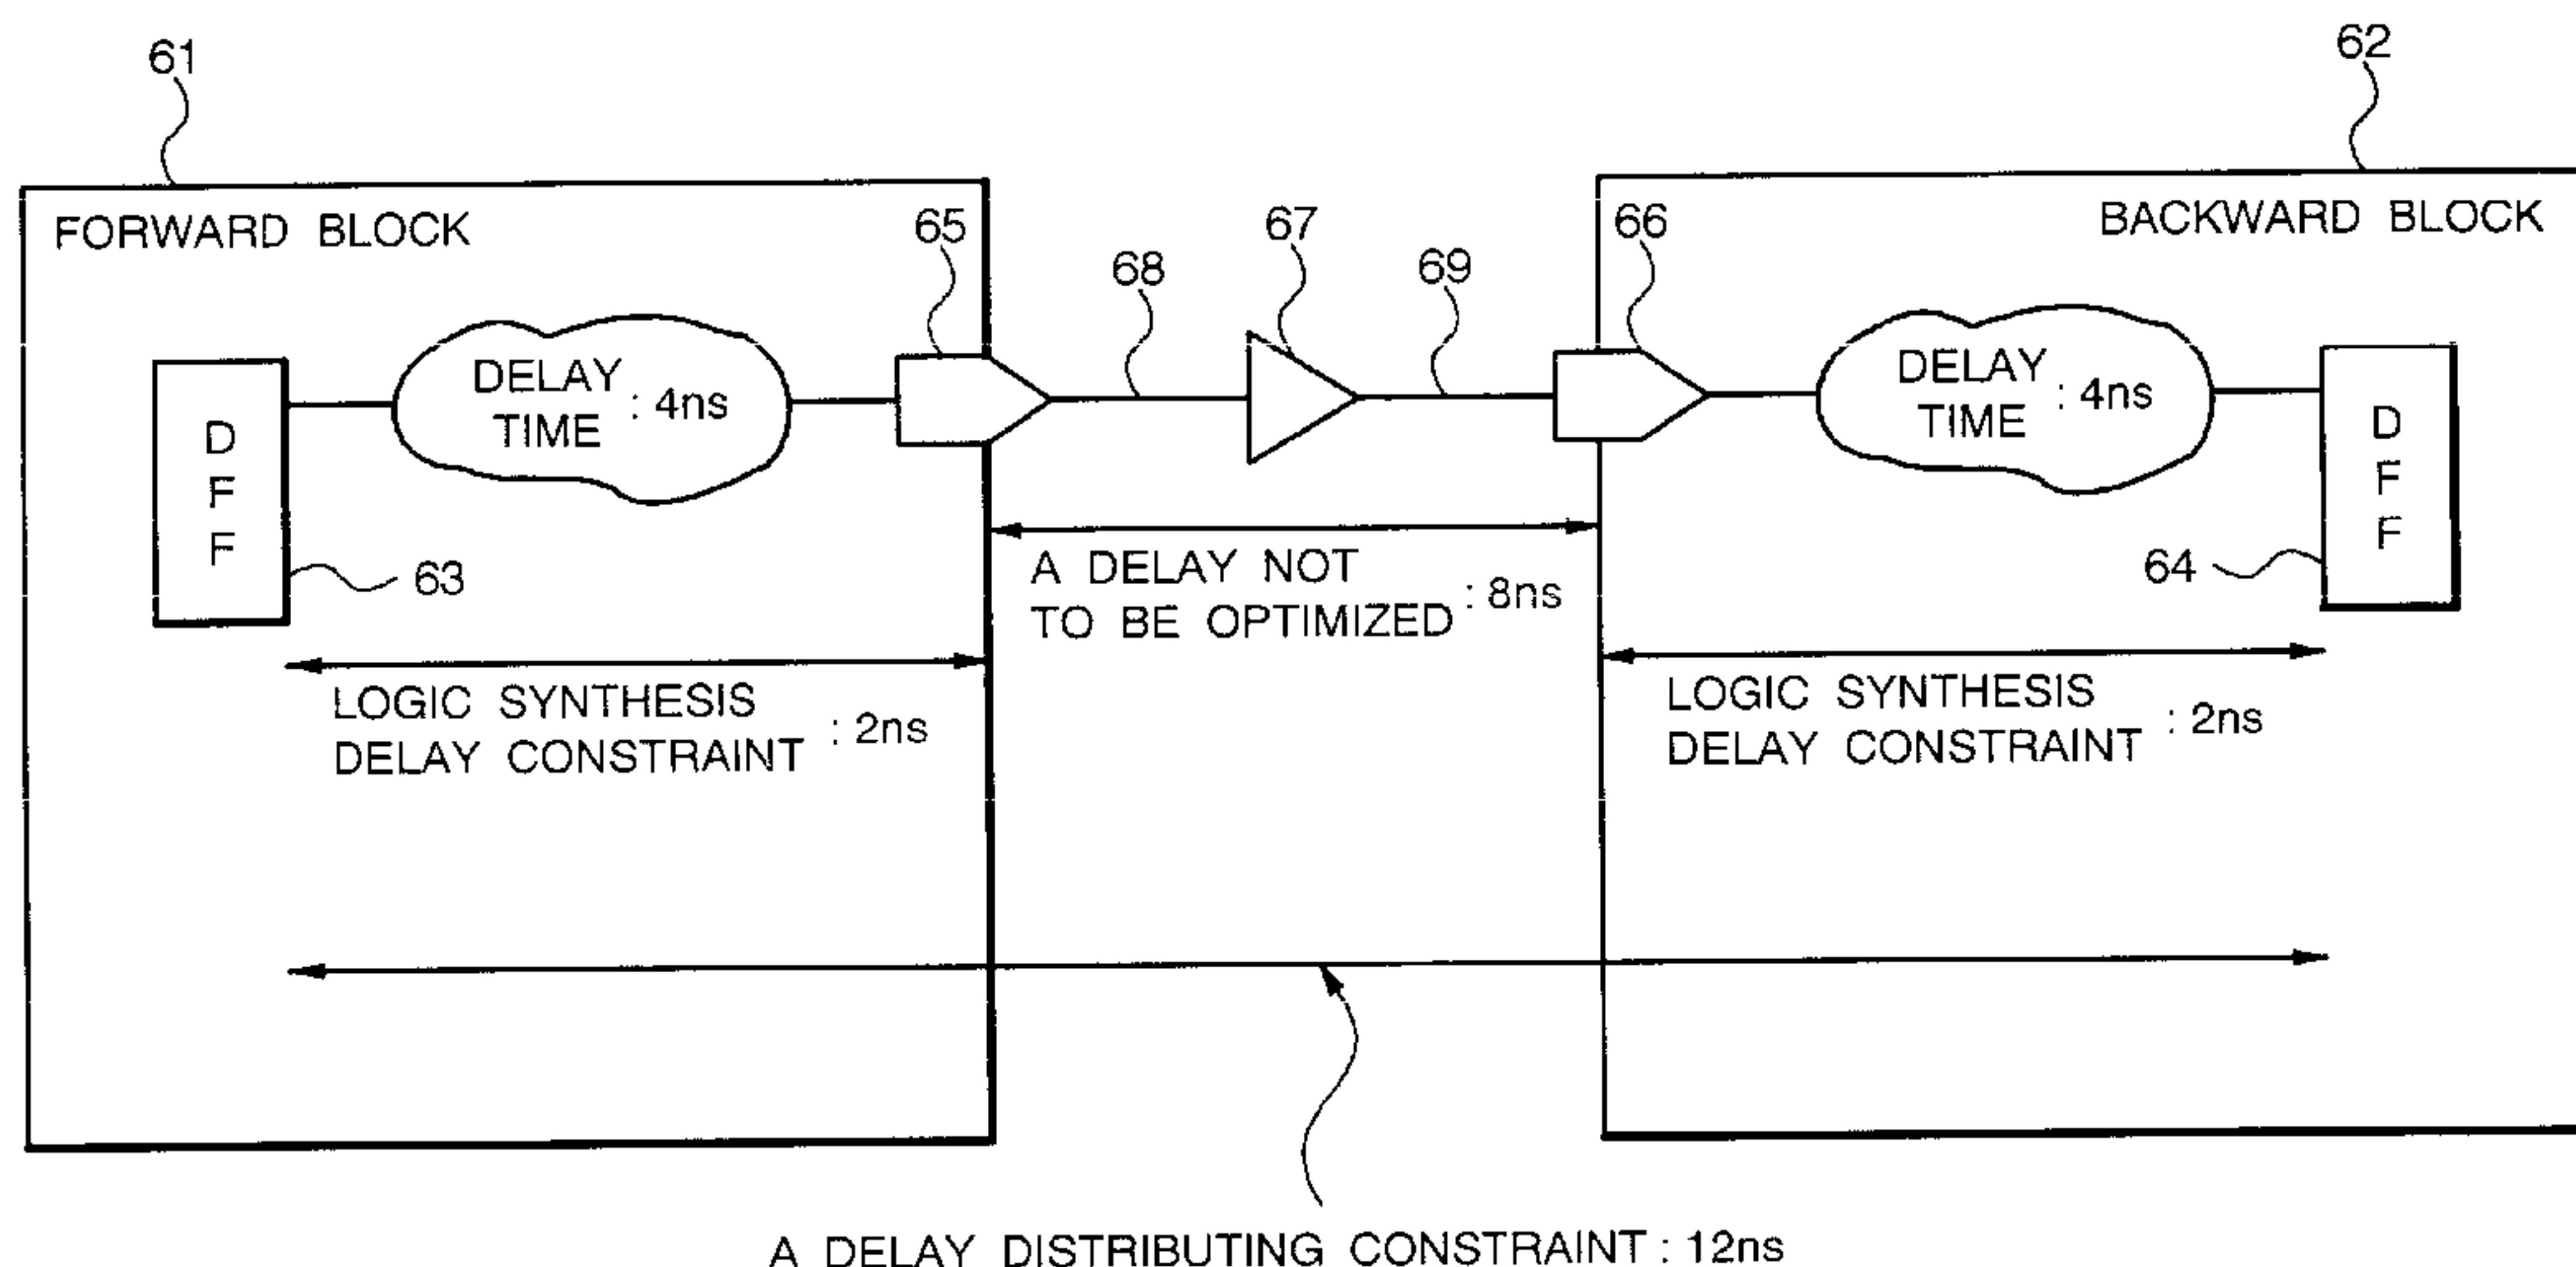 61
62
FORWARD BLOCK
BACKWARD BLOCK
65
68
67
69
66
DELAY
TIME : 4ns
DELAY
TIME : 4ns
D
F
F
D
F
F
63
64
A DELAY NOT
TO BE OPTIMIZED : 8ns
LOGIC SYNTHESIS
DELAY CONSTRAINT : 2ns
LOGIC SYNTHESIS
DELAY CONSTRAINT : 2ns
A DELAY DISTRIBUTING CONSTRAINT : 12ns